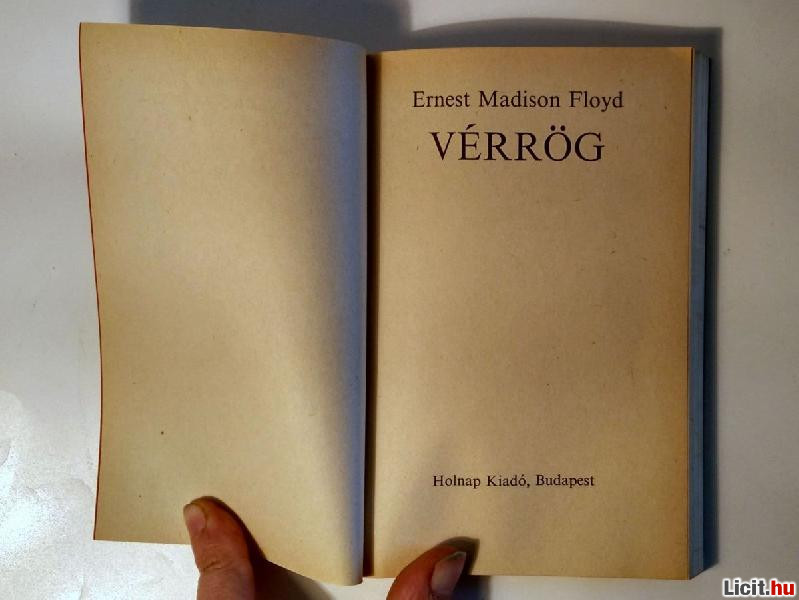 Ernest Madison Floyd
VÉRRÖG
Holnap Kiadó, Budapest
Licit.hu